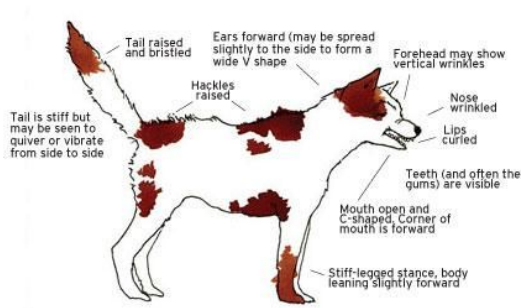 Tail raised
and bristled
Ears forward (may be spread
slightly to the side to form a
wide V shape
Forehead may show
vertical wrinkles
Hackles
raised
Nose
wrinkled
Tail is stiff but
may be seen to
quiver or vibrate
from side to side
Lips
curled
Teeth (and often the
gums) are visible
Mouth open and
C-shaped. Corner of
mouth is forward
Stiff-legged stance, body
leaning slightly forward